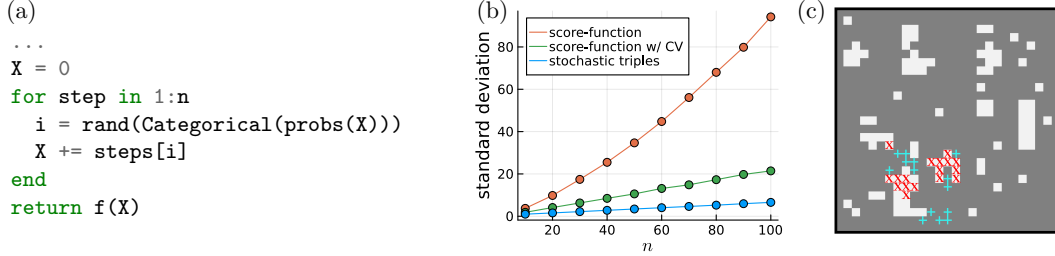 (a)
...
X = 0
for step in 1:n
i = rand(Categorical(probs(X)))
X += steps[i]
end
return f(X)
(b)
standard deviation
80
60
40
20
0
score-function
score-function w/ CV
stochastic triples
20 40 60 80 100
n
(c)